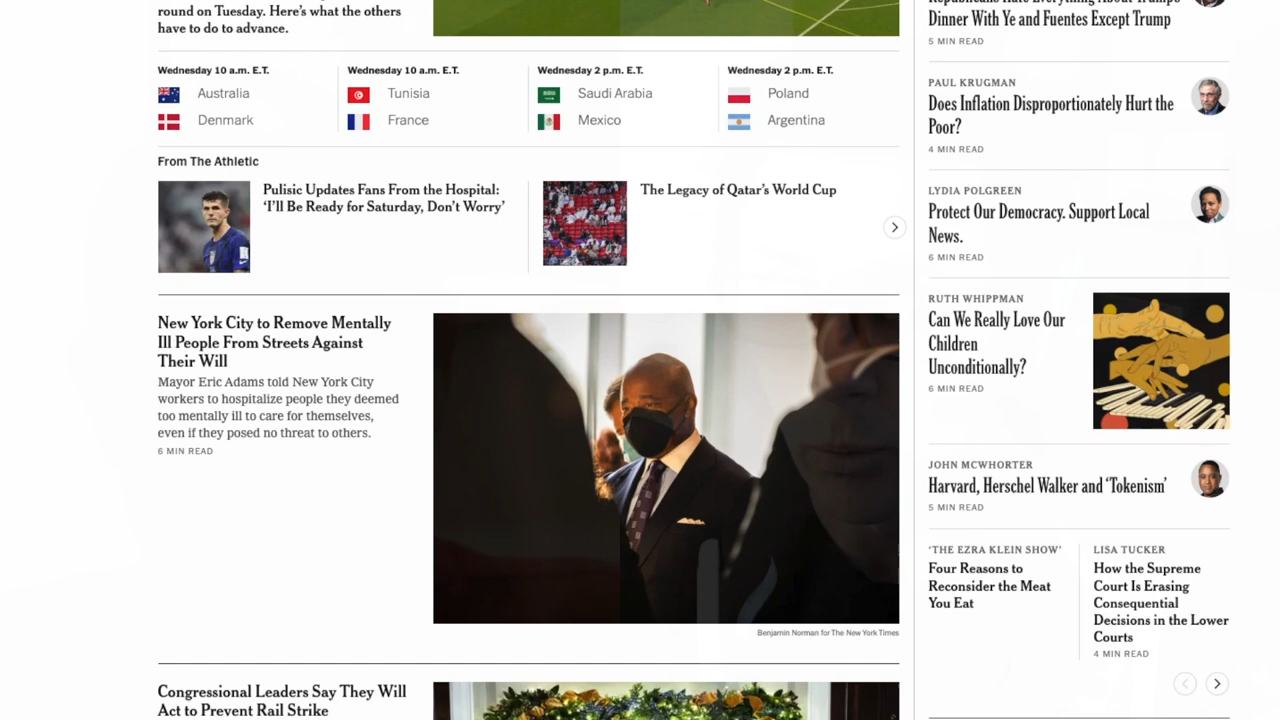 round on Tuesday. Here’s what the others
have to do to advance.
Wednesday 10 a.m. E.T.
Australia
Denmark
Wednesday 10 a.m. E.T.
Tunisia
France
Wednesday 2 p.m. E.T.
Saudi Arabia
Mexico
Wednesday 2 p.m. E.T.
Poland
Argentina
From The Athletic
Pulisic Updates Fans From the Hospital:
‘I’ll Be Ready for Saturday, Don’t Worry’
The Legacy of Qatar’s World Cup
New York City to Remove Mentally
Ill People From Streets Against
Their Will
Mayor Eric Adams told New York City
workers to hospitalize people they deemed
too mentally ill to care for themselves,
even if they posed no threat to others.
6 MIN READ
Benjamin Norman for The New York Times
Congressional Leaders Say They Will
Act to Prevent Rail Strike
Republicans Hate Everything About Trump’s
Dinner With Ye and Fuentes Except Trump
5 MIN READ
PAUL KRUGMAN
Does Inflation Disproportionately Hurt the
Poor?
4 MIN READ
LYDIA POLGREEN
Protect Our Democracy. Support Local
News.
6 MIN READ
RUTH WHIPPMAN
Can We Really Love Our
Children
Unconditionally?
6 MIN READ
JOHN MCWHORTER
Harvard, Herschel Walker and ‘Tokenism’
5 MIN READ
‘THE EZRA KLEIN SHOW’
Four Reasons to
Reconsider the Meat
You Eat
LISA TUCKER
How the Supreme
Court Is Erasing
Consequential
Decisions in the Lower
Courts
4 MIN READ